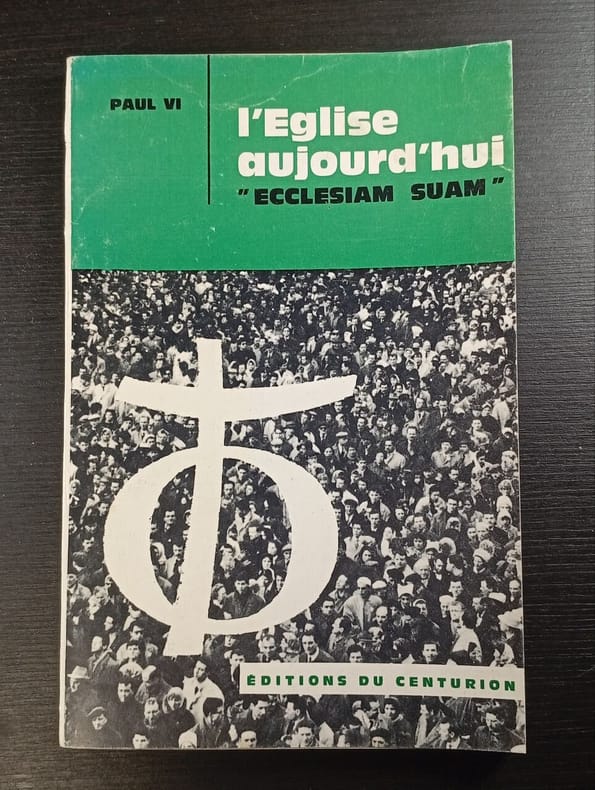 PAUL VI
l'Eglise
aujourd'hui
"ECCLESIAM SUAM"
ÉDITIONS DU CENTURION